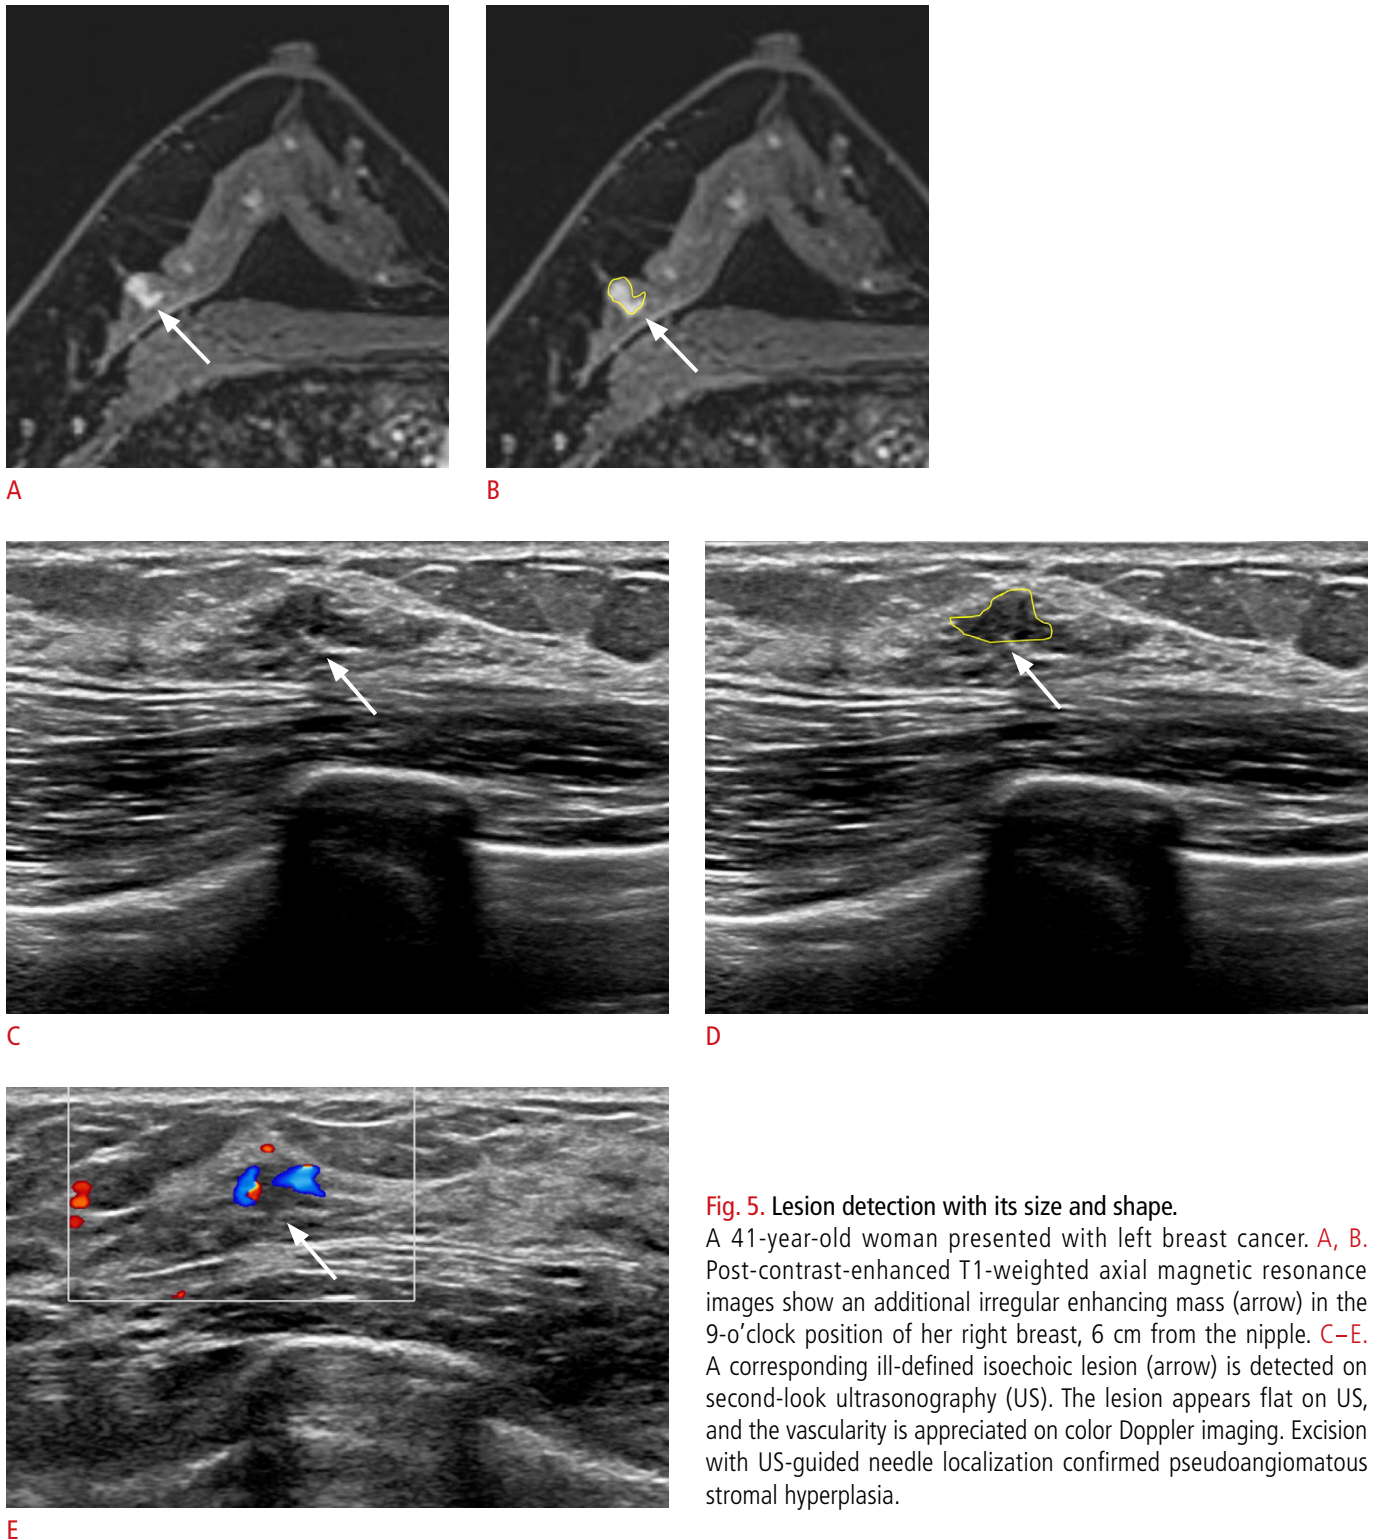 A
B
C
D
E
Fig. 5. Lesion detection with its size and shape.
A 41-year-old woman presented with left breast cancer. A, B.
Post-contrast-enhanced T1-weighted axial magnetic resonance
images show an additional irregular enhancing mass (arrow) in the
9-o’clock position of her right breast, 6 cm from the nipple. C–E.
A corresponding ill-defined isoechoic lesion (arrow) is detected on
second-look ultrasonography (US). The lesion appears flat on US,
and the vascularity is appreciated on color Doppler imaging. Excision
with US-guided needle localization confirmed pseudoangiomatous
stromal hyperplasia.